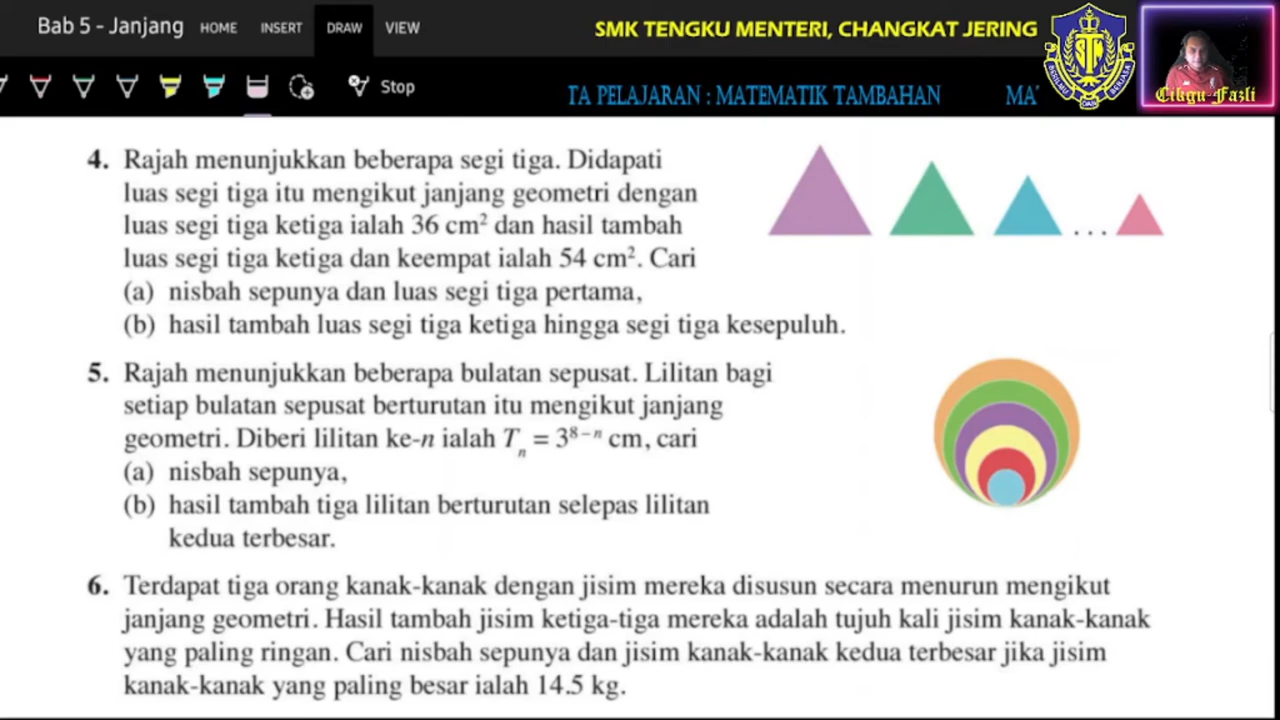 Bab 5 - Janjang HOME INSERT DRAW VIEW
SMK TENGKU MENTERI, CHANGKAT JERING
Stop
TA PELAJARAN : MATEMATIK TAMBAHAN MA
Cikgu Fazli
4. Rajah menunjukkan beberapa segi tiga. Didapati
luas segi tiga itu mengikut janjang geometri dengan
luas segi tiga ketiga ialah 36 cm² dan hasil tambah
luas segi tiga ketiga dan keempat ialah 54 cm². Cari
(a) nisbah sepunya dan luas segi tiga pertama,
(b) hasil tambah luas segi tiga ketiga hingga segi tiga kesepuluh.
5. Rajah menunjukkan beberapa bulatan sepusat. Lilitan bagi
setiap bulatan sepusat berturutan itu mengikut janjang
geometri. Diberi lilitan ke-n ialah Tₙ = 3⁸⁻ⁿ cm, cari
(a) nisbah sepunya,
(b) hasil tambah tiga lilitan berturutan selepas lilitan
kedua terbesar.
6. Terdapat tiga orang kanak-kanak dengan jisim mereka disusun secara menurun mengikut
janjang geometri. Hasil tambah jisim ketiga-tiga mereka adalah tujuh kali jisim kanak-kanak
yang paling ringan. Cari nisbah sepunya dan jisim kanak-kanak kedua terbesar jika jisim
kanak-kanak yang paling besar ialah 14.5 kg.